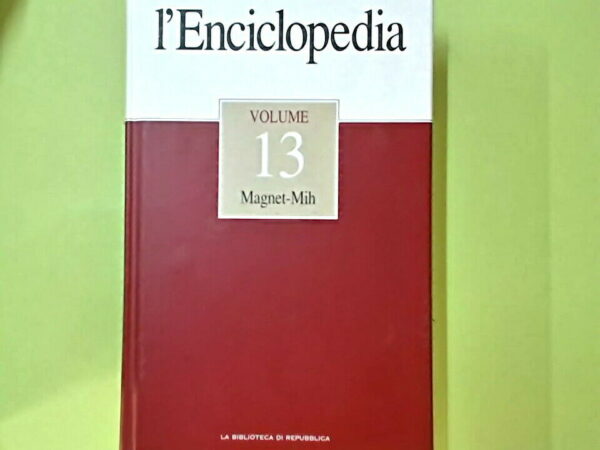 l'Enciclopedia
VOLUME
13
Magnet-Mih
LA BIBLIOTECA DI REPUBBLICA